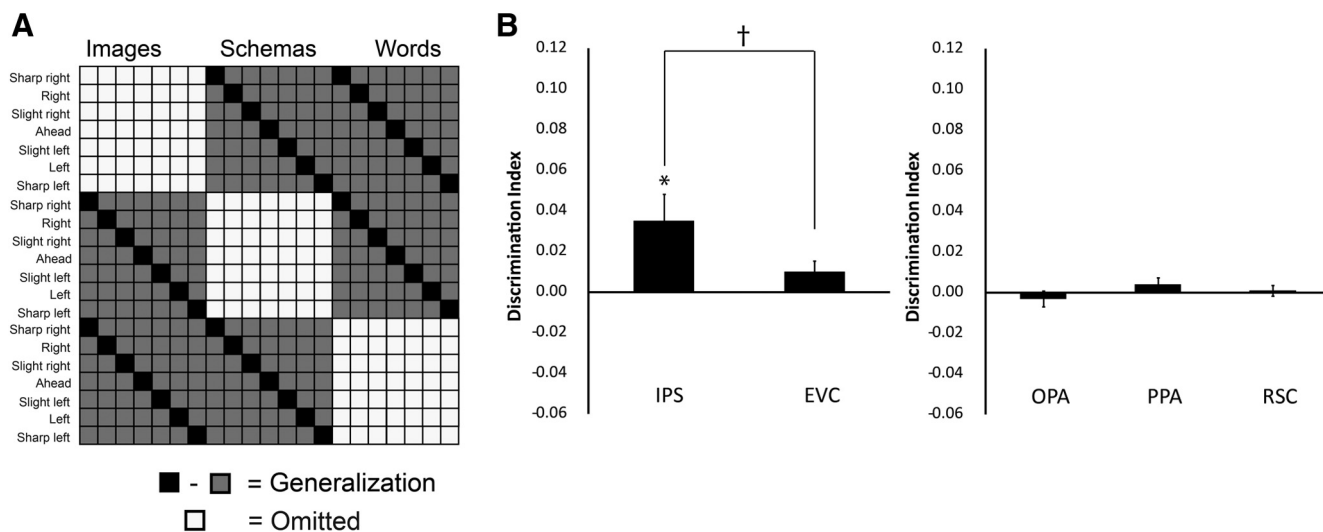 A
Images Schemas Words
Sharp right
Right
Slight right
Ahead
Slight left
Left
Sharp left
Sharp right
Right
Slight right
Ahead
Slight left
Left
Sharp left
Sharp right
Right
Slight right
Ahead
Slight left
Left
Sharp left
- = Generalization
= Omitted
B
†
0.12
0.10
0.08
0.06
0.04
0.02
0.00
-0.02
-0.04
-0.06
Discrimination Index
*
IPS EVC
0.12
0.10
0.08
0.06
0.04
0.02
0.00
-0.02
-0.04
-0.06
Discrimination Index
OPA PPA RSC